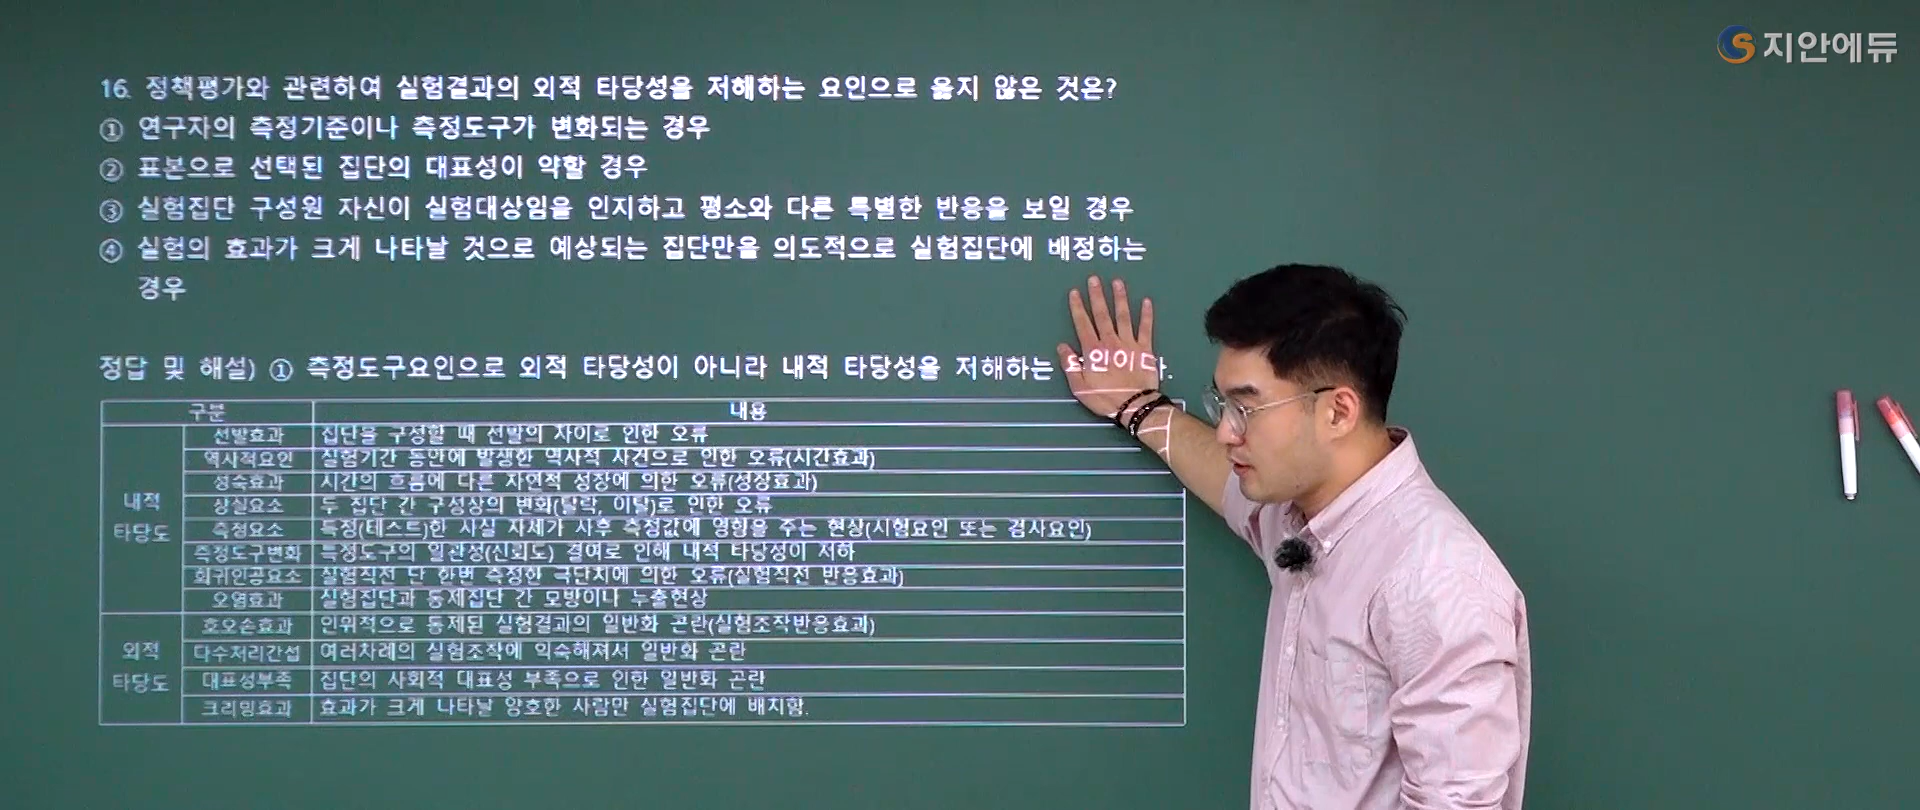 지안에듀
16. 정책평가와 관련하여 실험결과의 외적 타당성을 저해하는 요인으로 옳지 않은 것은?
① 연구자의 측정기준이나 측정도구가 변화되는 경우
② 표본으로 선택된 집단의 대표성이 약할 경우
③ 실험집단 구성원 자신이 실험대상임을 인지하고 평소와 다른 특별한 반응을 보일 경우
④ 실험의 효과가 크게 나타날 것으로 예상되는 집단만을 의도적으로 실험집단에 배정하는
경우
정답 및 해설) ① 측정도구요인으로 외적 타당성이 아니라 내적 타당성을 저해하는 요인이다.
구분 내용
내적 타당도
선발효과 집단을 구성할 때 선발의 차이로 인한 오류
역사적요인 실험기간 동안에 발생한 역사적 사건으로 인한 오류(시간효과)
성숙효과 시간의 흐름에 다른 자연적 성장에 의한 오류(성장효과)
상실요소 두 집단 간 구성상의 변화(탈락, 이탈)로 인한 오류
측정요소 특정(테스트)한 사실 자체가 사후 측정값에 영향을 주는 현상(시험요인 또는 검사요인)
측정도구변화 특정도구의 일관성(신뢰도) 결여로 인해 내적 타당성이 저하
회귀인공요소 실험직전 단 한번 측정한 극단치에 의한 오류(실험직전 반응효과)
오염효과 실험집단과 통제집단 간 모방이나 누출현상
외적 타당도
호오손효과 인위적으로 통제된 실험결과의 일반화 곤란(실험조작반응효과)
다수처리간섭 여러차례의 실험조작에 익숙해져서 일반화 곤란
대표성부족 집단의 사회적 대표성 부족으로 인한 일반화 곤란
크리밍효과 효과가 크게 나타날 양호한 사람만 실험집단에 배치함.